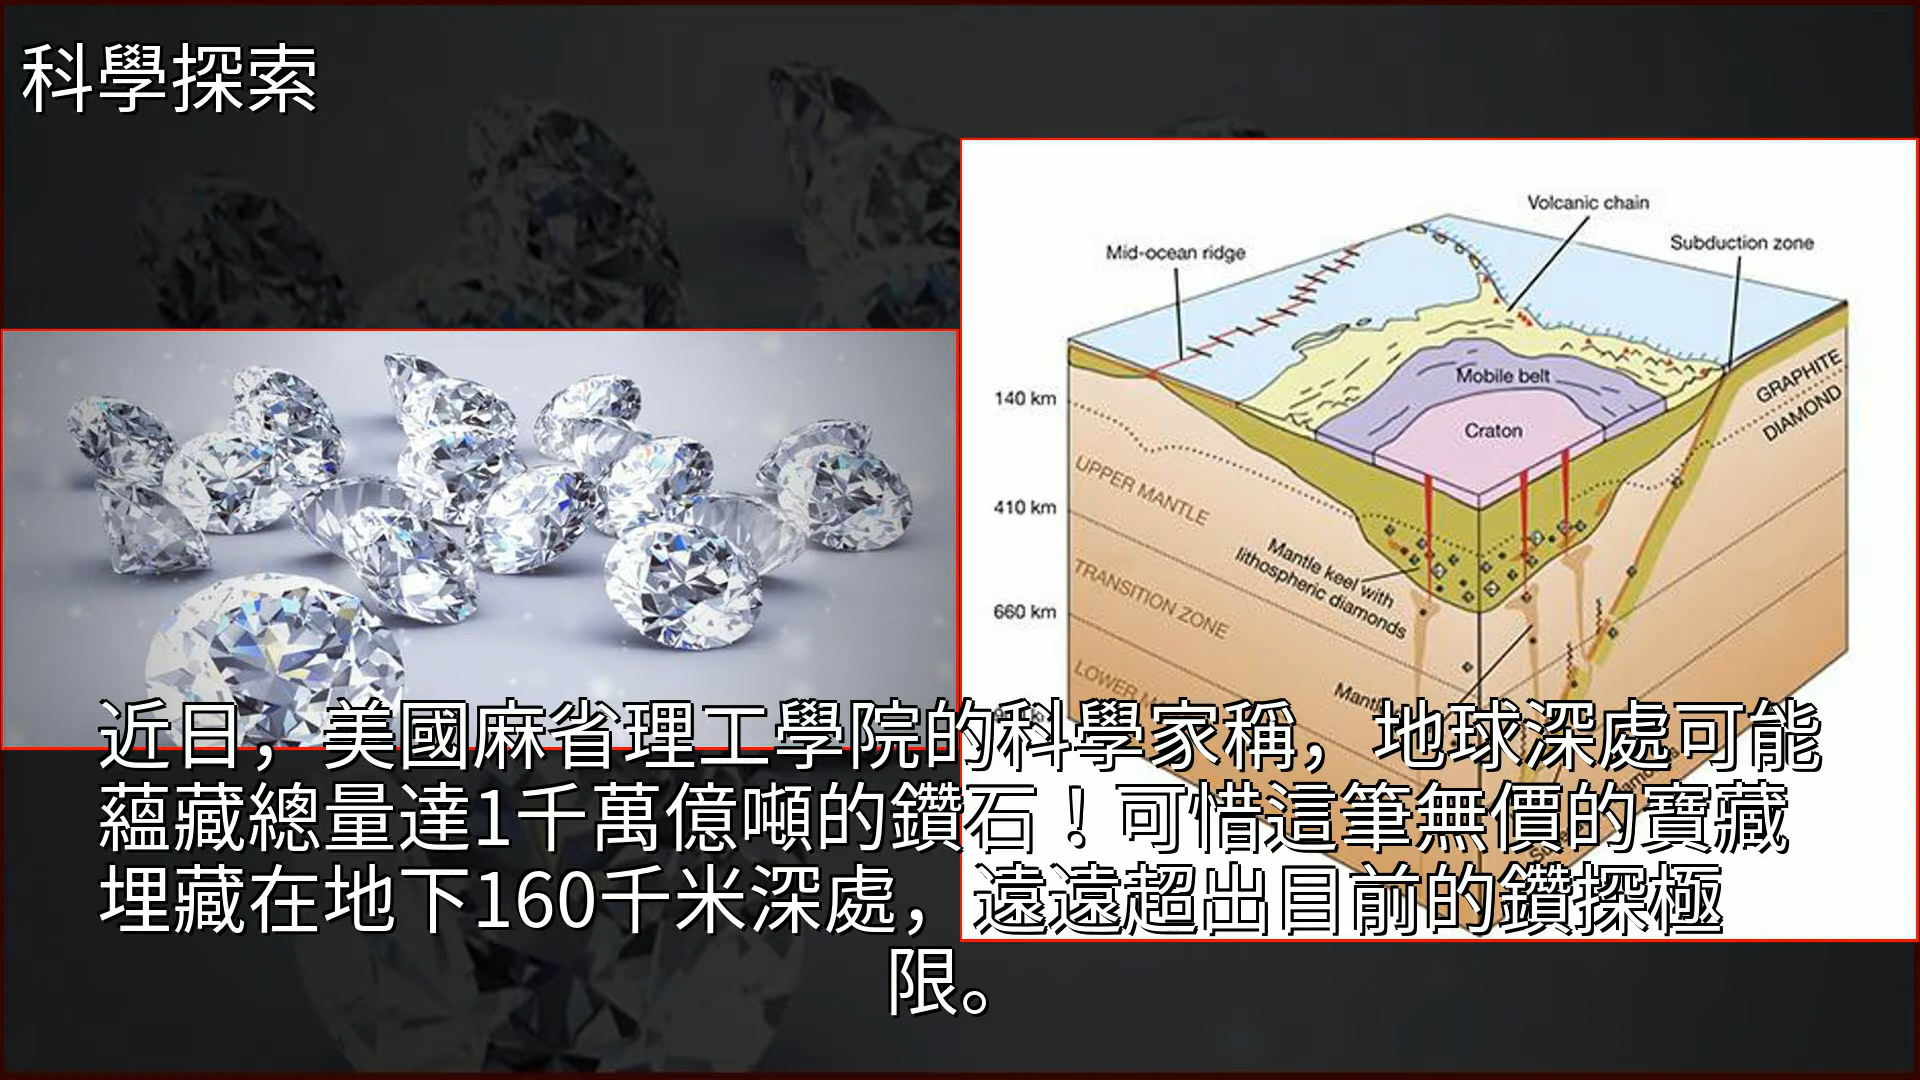 科學探索
Volcanic chain
Subduction zone
Mid-ocean ridge
GRAPHITE
DIAMOND
Mobile belt
Craton
140 km
410 km
660 km
UPPER MANTLE
TRANSITION ZONE
LOWER
Mantle keel with
lithospheric diamonds
近日，美國麻省理工學院的科學家稱，地球深處可能
蘊藏總量達1千萬億噸的鑽石！可惜這筆無價的寶藏
埋藏在地下160千米深處，遠遠超出目前的鑽探極
限。